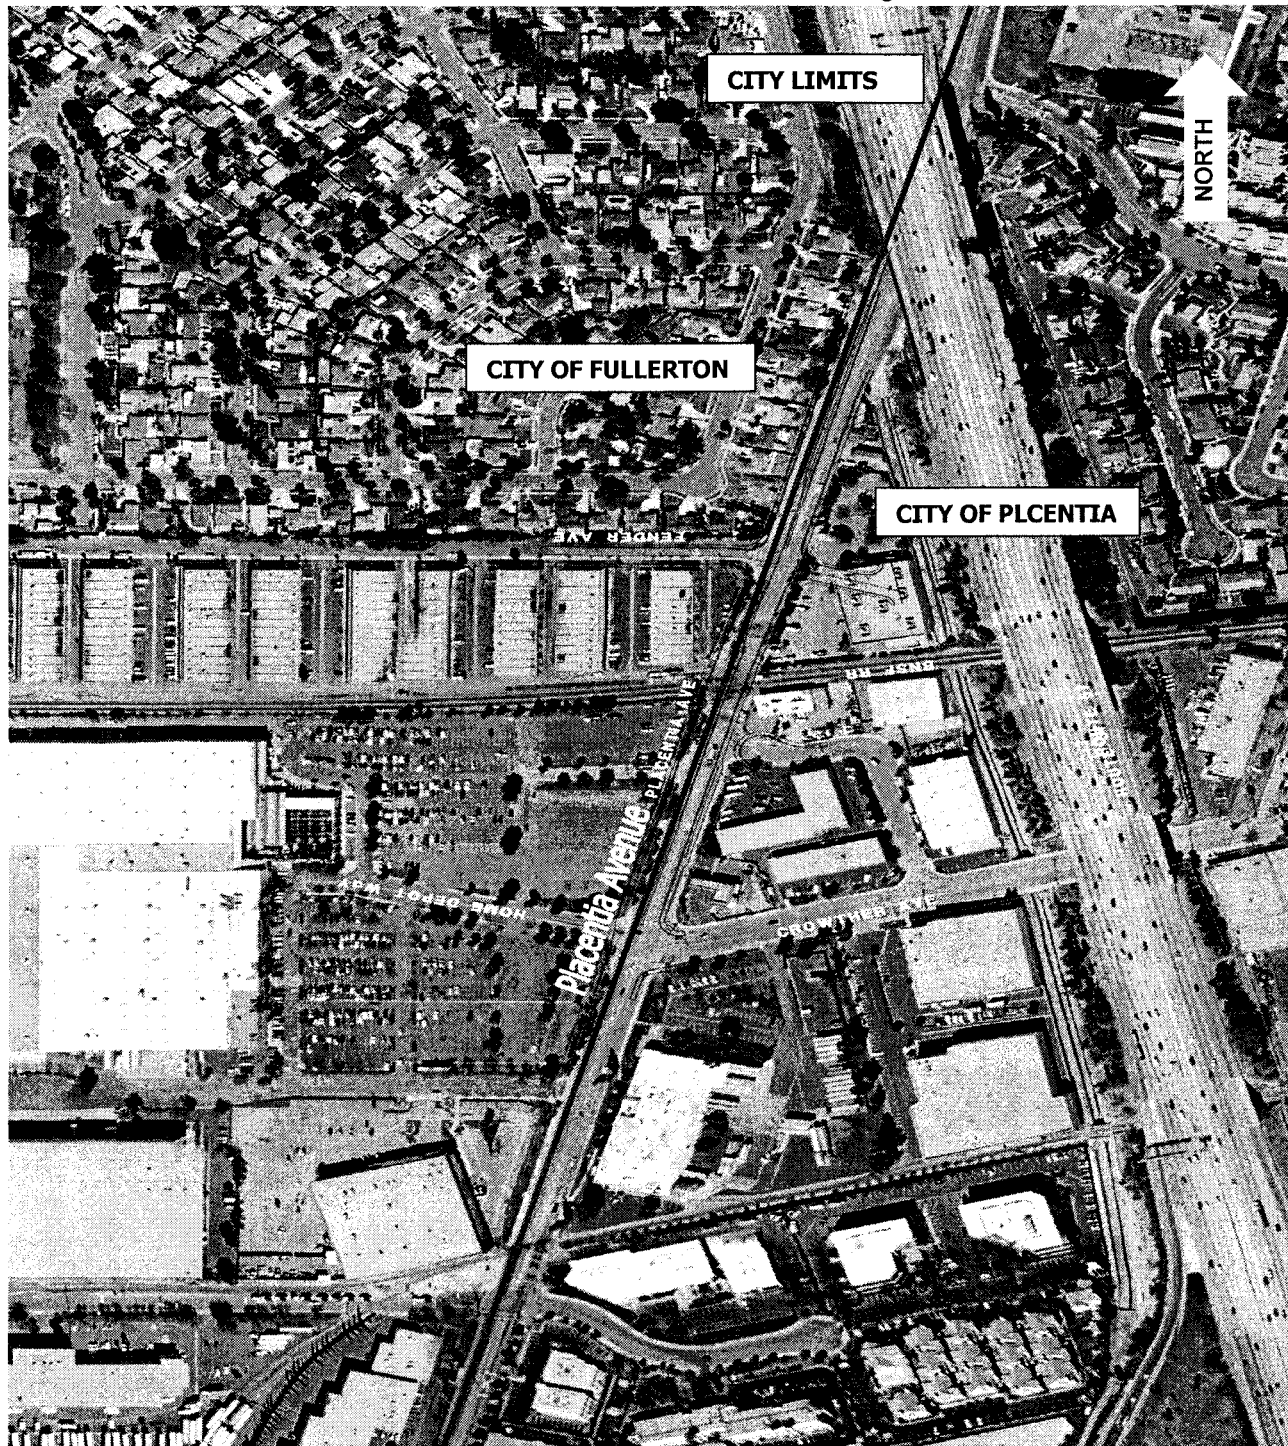 CITY LIMITS
NORTH
CITY OF FULLERTON
CITY OF PLCENTIA
FENDER AVE
BNSF RR
PLACENTIA AVE
Placentia Avenue
HOME DEPOT WAY
CROWTHER AVE